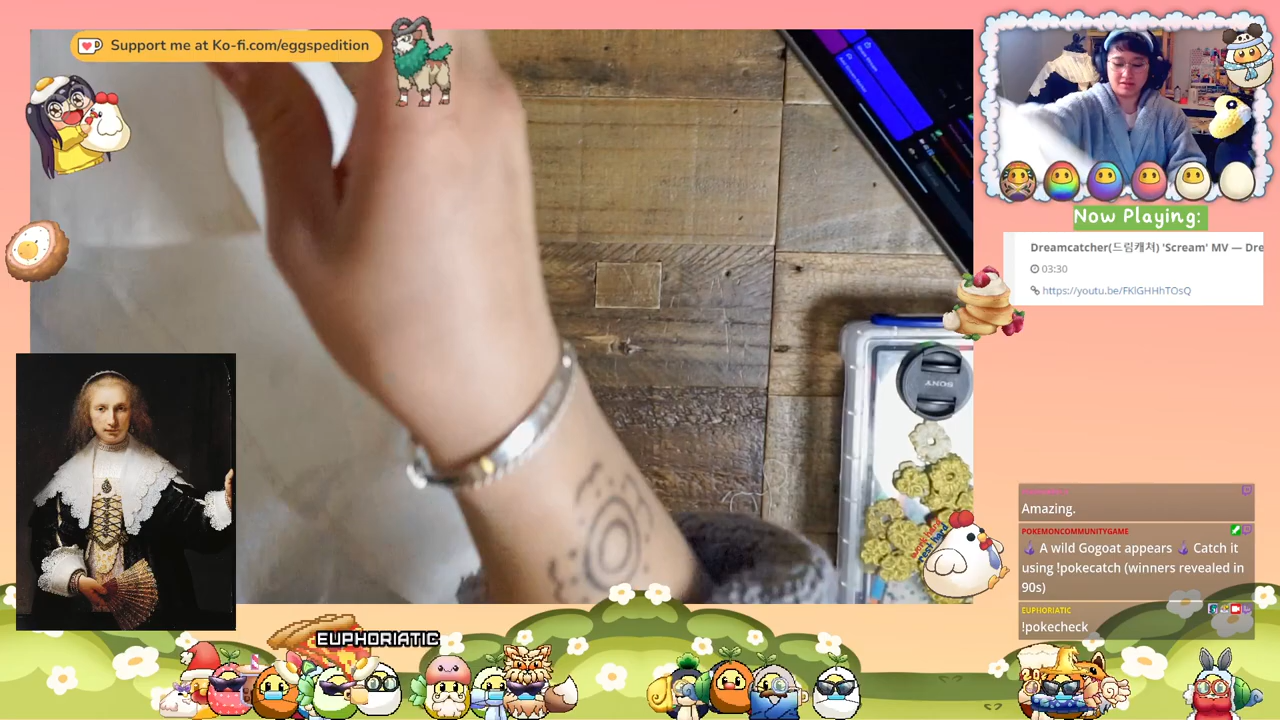 Support me at Ko-fi.com/eggspedition
Now Playing:
Dreamcatcher(드림캐쳐) 'Scream' MV — Dre
03:30
https://youtu.be/FKlGHHhTOsQ
SONY
Amazing.
POKEMONCOMMUNITYGAME
A wild Gogoat appears
Catch it
using !pokecatch (winners revealed in
90s)
EUPHORIATIC
!pokecheck
EUPHORIATIC